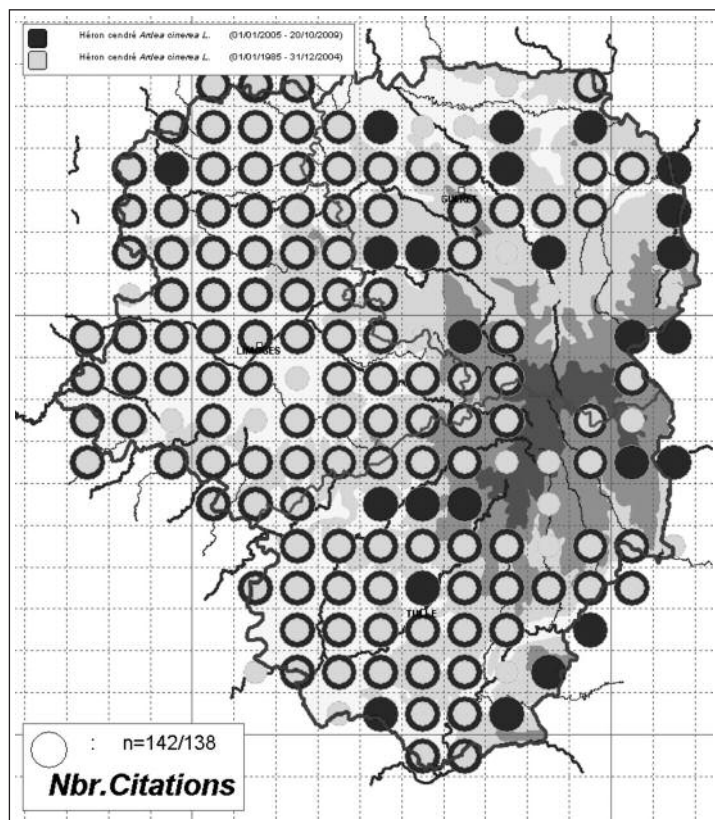 Héron cendré Ardea cinerea L. (01/01/2005 - 20/10/2009)
Héron cendré Ardea cinerea L. (01/01/1985 - 31/12/2004)
GUERET
LIMOGES
TULLE
: n=142/138
Nbr.Citations